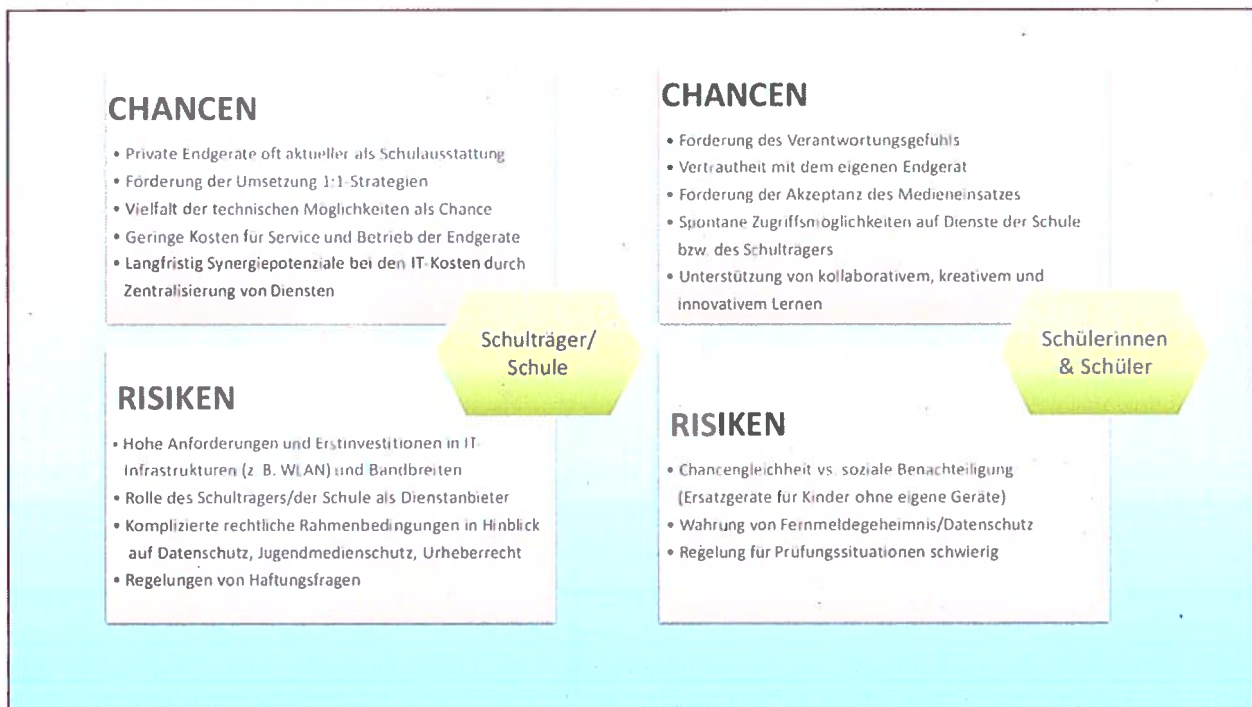 CHANCEN
• Private Endgeräte oft aktueller als Schulausstattung
• Förderung der Umsetzung 1:1-Strategien
• Vielfalt der technischen Möglichkeiten als Chance
• Geringe Kosten für Service und Betrieb der Endgeräte
• Langfristig Synergiepotenziale bei den IT-Kosten durch
Zentralisierung von Diensten
Schulträger/
Schule
RISIKEN
• Hohe Anforderungen und Erstinvestitionen in IT-
Infrastrukturen (z. B. WLAN) und Bandbreiten
• Rolle des Schulträgers/der Schule als Dienstanbieter
• Komplizierte rechtliche Rahmenbedingungen in Hinblick
auf Datenschutz, Jugendmedienschutz, Urheberrecht
• Regelungen von Haftungsfragen
CHANCEN
• Förderung des Verantwortungsgefühls
• Vertrautheit mit dem eigenen Endgerät
• Förderung der Akzeptanz des Medieneinsatzes
• Spontane Zugriffsmöglichkeiten auf Dienste der Schule
bzw. des Schulträgers
• Unterstützung von kollaborativem, kreativem und
innovativem Lernen
Schülerinnen
& Schüler
RISIKEN
• Chancengleichheit vs. soziale Benachteiligung
(Ersatzgeräte für Kinder ohne eigene Geräte)
• Wahrung von Fernmeldegeheimnis/Datenschutz
• Regelung für Prüfungssituationen schwierig